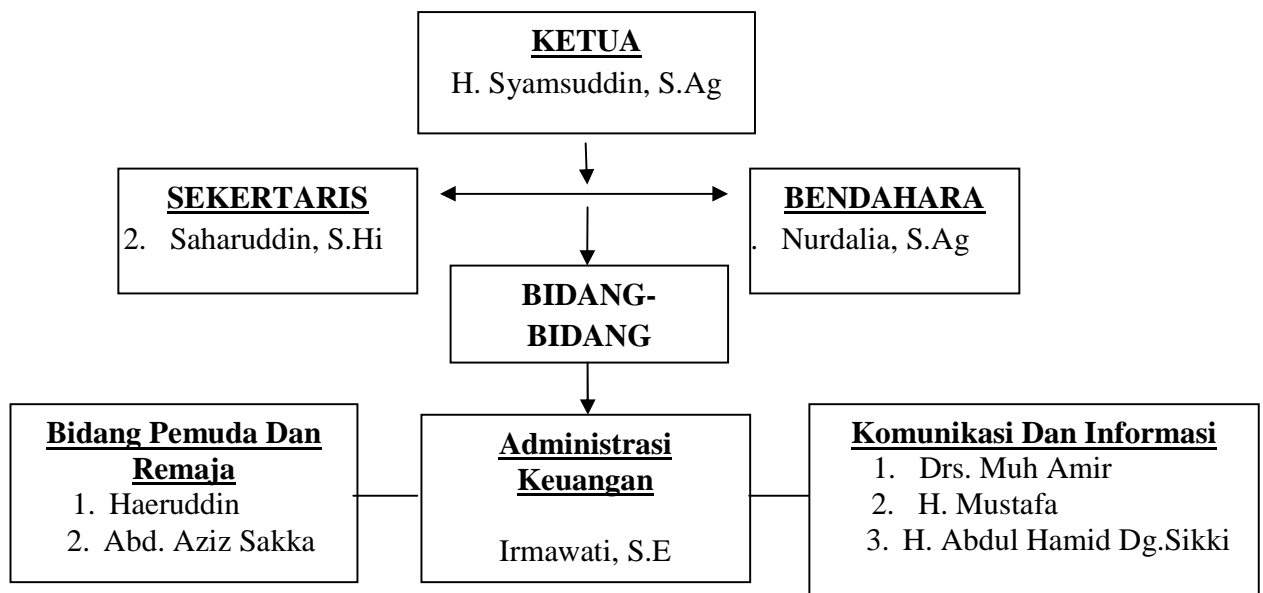 KETUA
H. Syamsuddin, S.Ag
SEKERTARIS
2. Saharuddin, S.Hi
BENDAHARA
. Nurdalia, S.Ag
BIDANG-
BIDANG
Bidang Pemuda Dan
Remaja
1. Haeruddin
2. Abd. Aziz Sakka
Administrasi
Keuangan
Irmawati, S.E
Komunikasi Dan Informasi
1. Drs. Muh Amir
2. H. Mustafa
3. H. Abdul Hamid Dg.Sikki